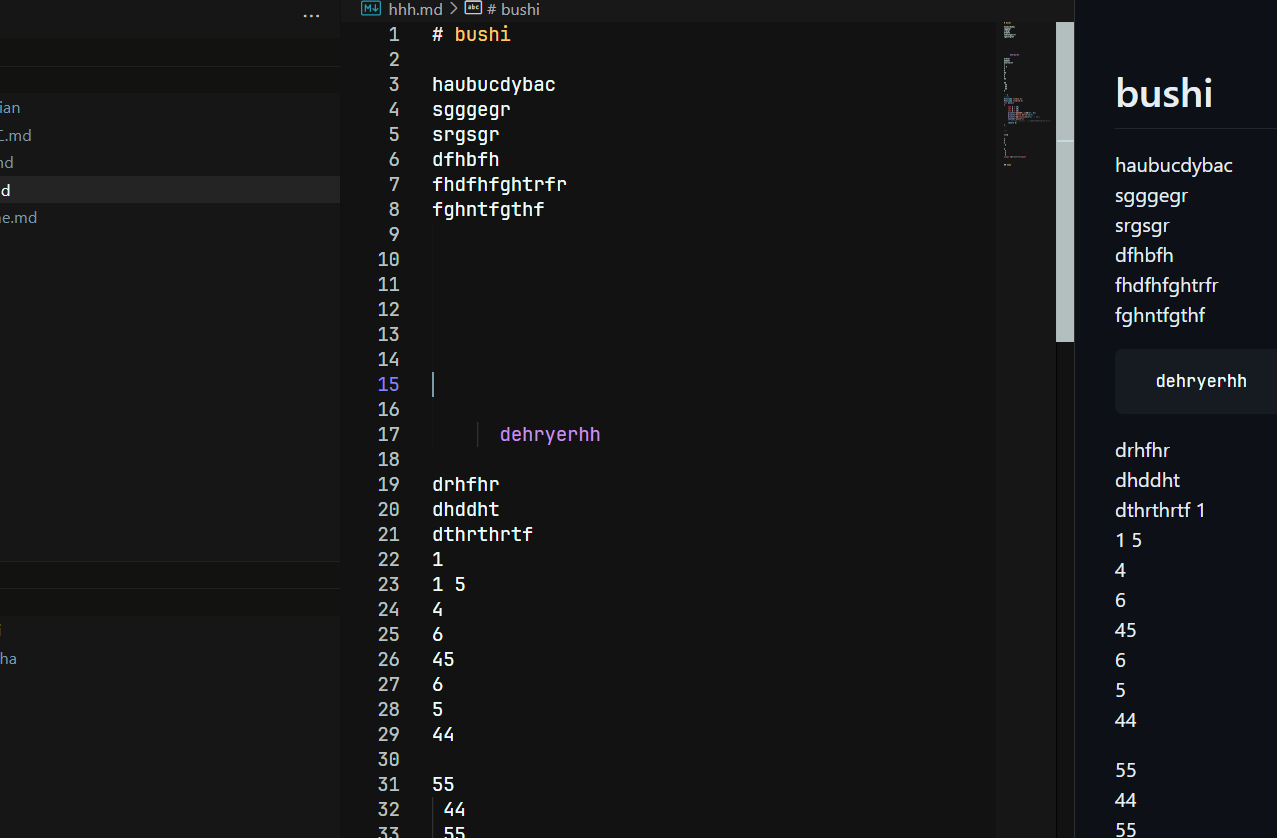 ...
hhh.md > # bushi
ian
C.md
nd
d
ne.md
ha
1 # bushi
2
3 haubucdybac
4 sgggegr
5 srgsgr
6 dfhbfh
7 fhdfhfghtrfr
8 fghntfgthf
9
10
11
12
13
14
15
16
17 dehryerhh
18
19 drhfhr
20 dhddht
21 dthrthrtf
22 1
23 1 5
24 4
25 6
26 45
27 6
28 5
29 44
30
31 55
32 44
33 55
bushi
haubucdybac
sgggegr
srgsgr
dfhbfh
fhdfhfghtrfr
fghntfgthf
dehryerhh
drhfhr
dhddht
dthrthrtf 1
1 5
4
6
45
6
5
44
55
44
55